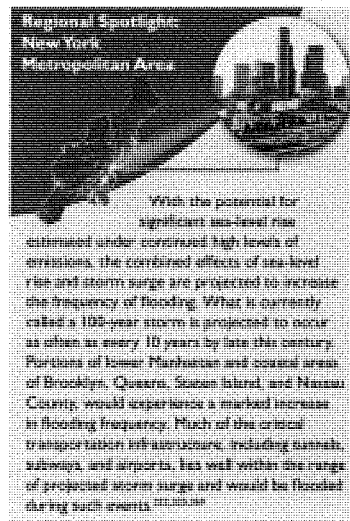 Regional Spotlight:
New York
Metropolitan Area
With the potential for
significant sea-level rise
estimated under continued high levels of
emissions, the combined effects of sea-level
rise and storm surge are projected to increase
the frequency of flooding. What is currently
called a 100-year storm is projected to occur
as often as every 10 years by late this century.
Portions of lower Manhattan and coastal areas
of Brooklyn, Queens, Staten Island, and Nassau
County, would experience a marked increase
in flooding frequency. Much of the critical
transportation infrastructure, including tunnels,
subways, and airports, lies well within the range
of projected storm surge and would be flooded
during such events.